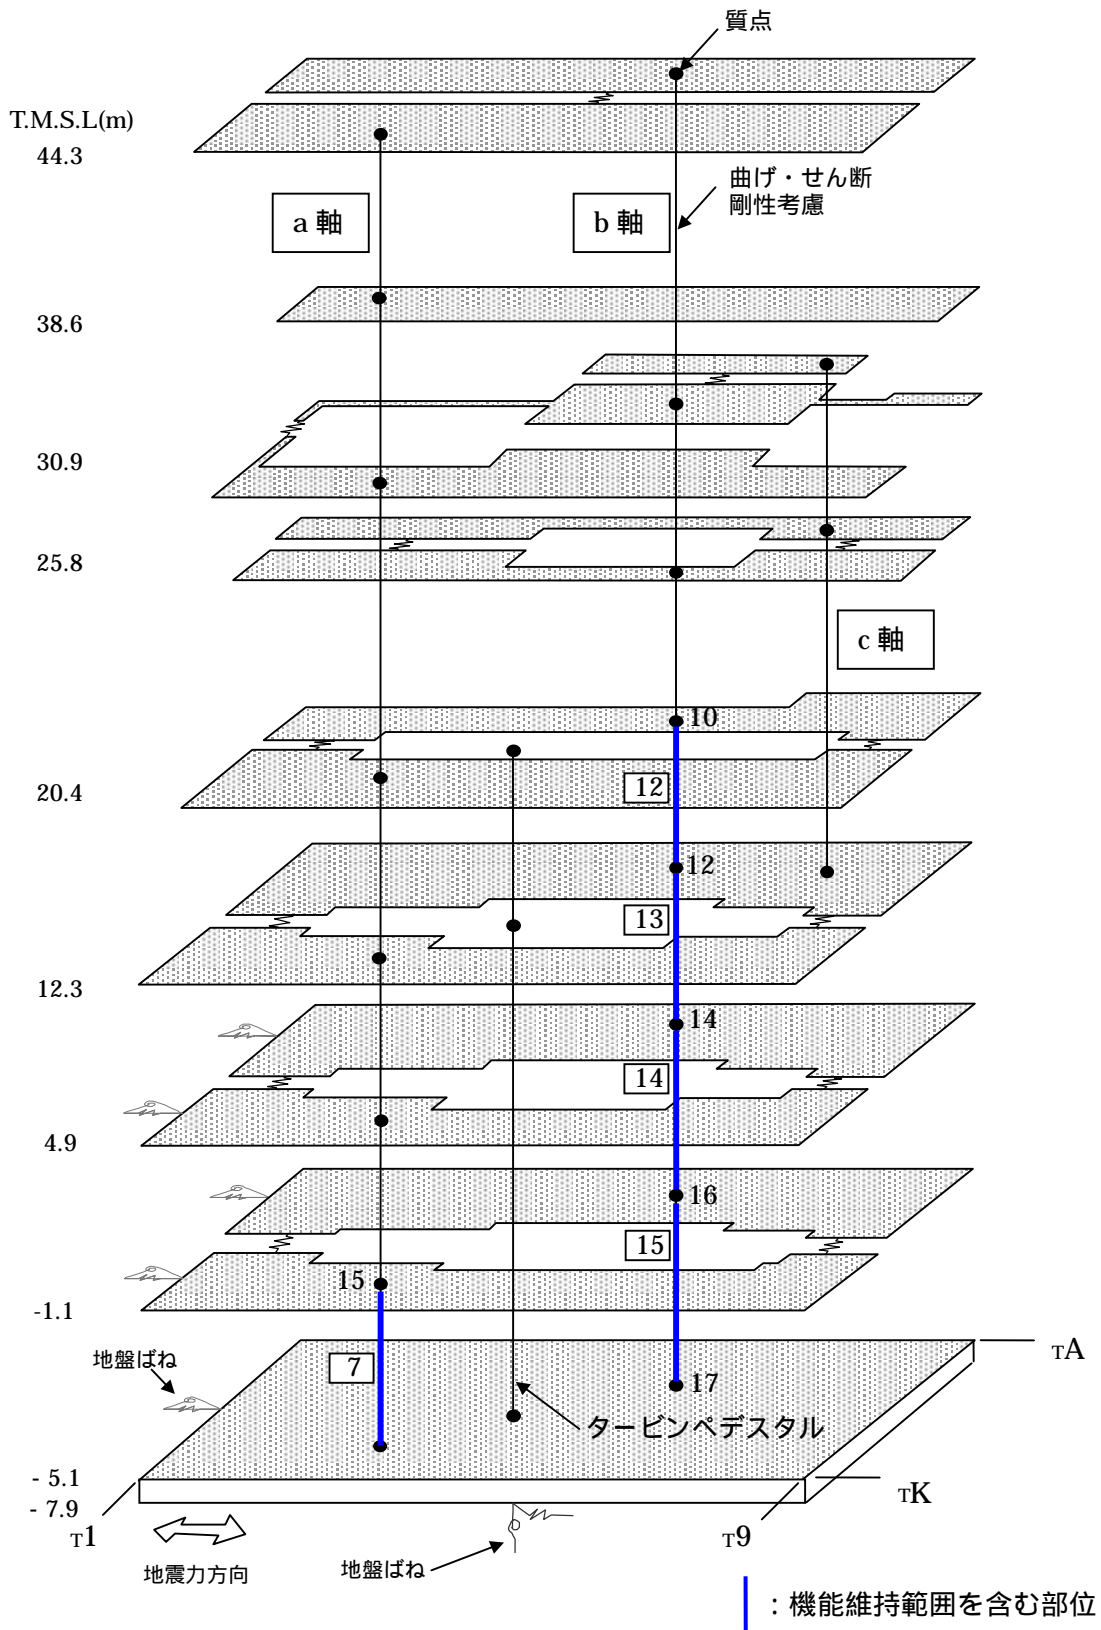 質点
T.M.S.L(m)
44.3
曲げ・せん断
剛性考慮
a 軸
b 軸
38.6
30.9
25.8
c 軸
10
12
20.4
12
13
12.3
14
14
4.9
16
15
15
-1.1
TA
地盤ばね
7
17
タービンペデスタル
- 5.1
- 7.9
TK
T1
T9
地震力方向
地盤ばね
：機能維持範囲を含む部位